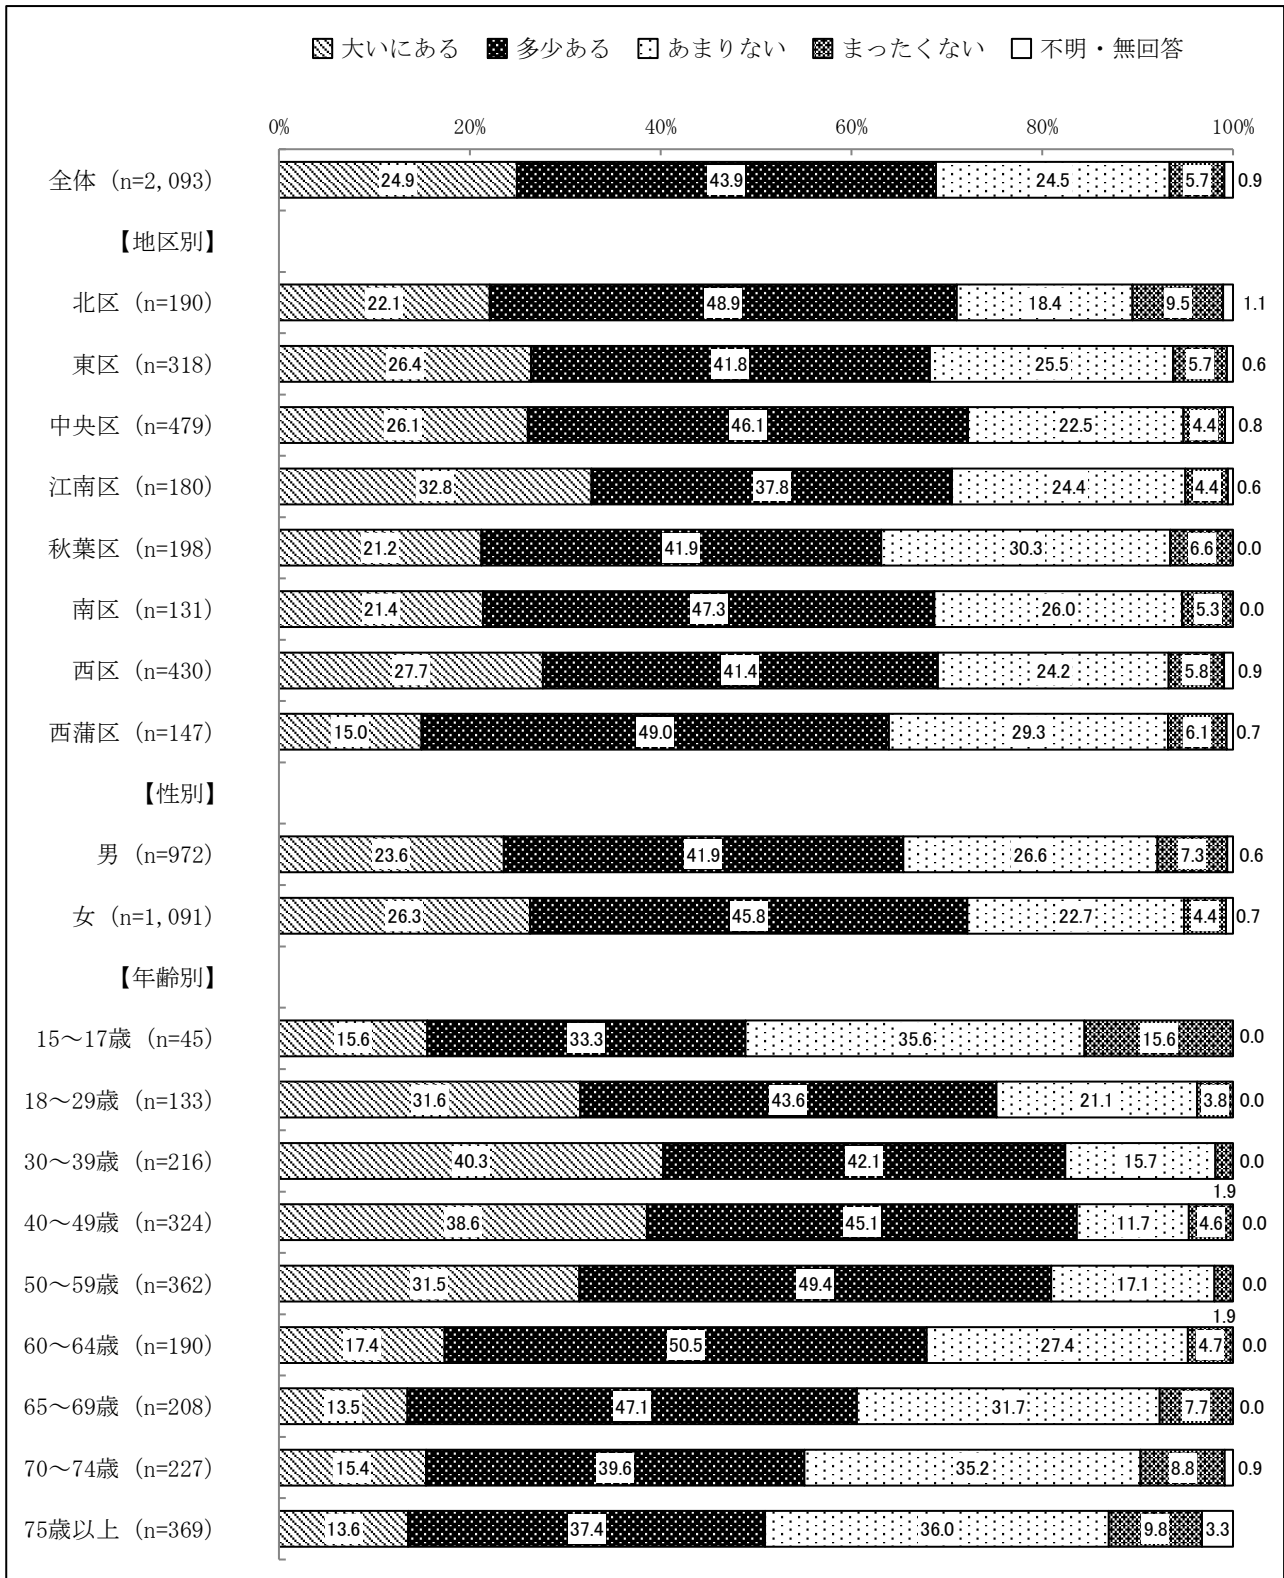 大いにある 多少ある あまりない まったくない 不明・無回答
0% 20% 40% 60% 80% 100%
全体 (n=2,093) 24.9 43.9 24.5 5.7 0.9
【地区別】
北区 (n=190) 22.1 48.9 18.4 9.5 1.1
東区 (n=318) 26.4 41.8 25.5 5.7 0.6
中央区 (n=479) 26.1 46.1 22.5 4.4 0.8
江南区 (n=180) 32.8 37.8 24.4 4.4 0.6
秋葉区 (n=198) 21.2 41.9 30.3 6.6 0.0
南区 (n=131) 21.4 47.3 26.0 5.3 0.0
西区 (n=430) 27.7 41.4 24.2 5.8 0.9
西蒲区 (n=147) 15.0 49.0 29.3 6.1 0.7
【性別】
男 (n=972) 23.6 41.9 26.6 7.3 0.6
女 (n=1,091) 26.3 45.8 22.7 4.4 0.7
【年齢別】
15～17歳 (n=45) 15.6 33.3 35.6 15.6 0.0
18～29歳 (n=133) 31.6 43.6 21.1 3.8 0.0
30～39歳 (n=216) 40.3 42.1 15.7 0.0
1.9
40～49歳 (n=324) 38.6 45.1 11.7 4.6 0.0
50～59歳 (n=362) 31.5 49.4 17.1 0.0
1.9
60～64歳 (n=190) 17.4 50.5 27.4 4.7 0.0
65～69歳 (n=208) 13.5 47.1 31.7 7.7 0.0
70～74歳 (n=227) 15.4 39.6 35.2 8.8 0.9
75歳以上 (n=369) 13.6 37.4 36.0 9.8 3.3